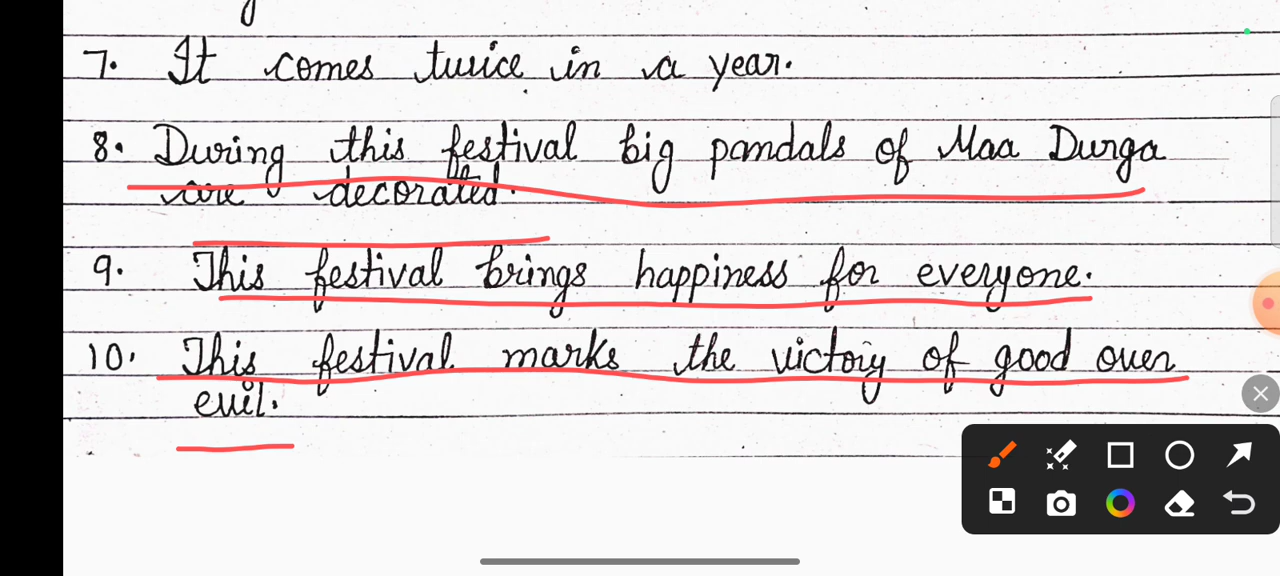 7. It comes twice in a year.
8. During this festival big pandals of Maa Durga
are decorated.
9. This festival brings happiness for everyone.
10. This festival marks the victory of good over
evil.